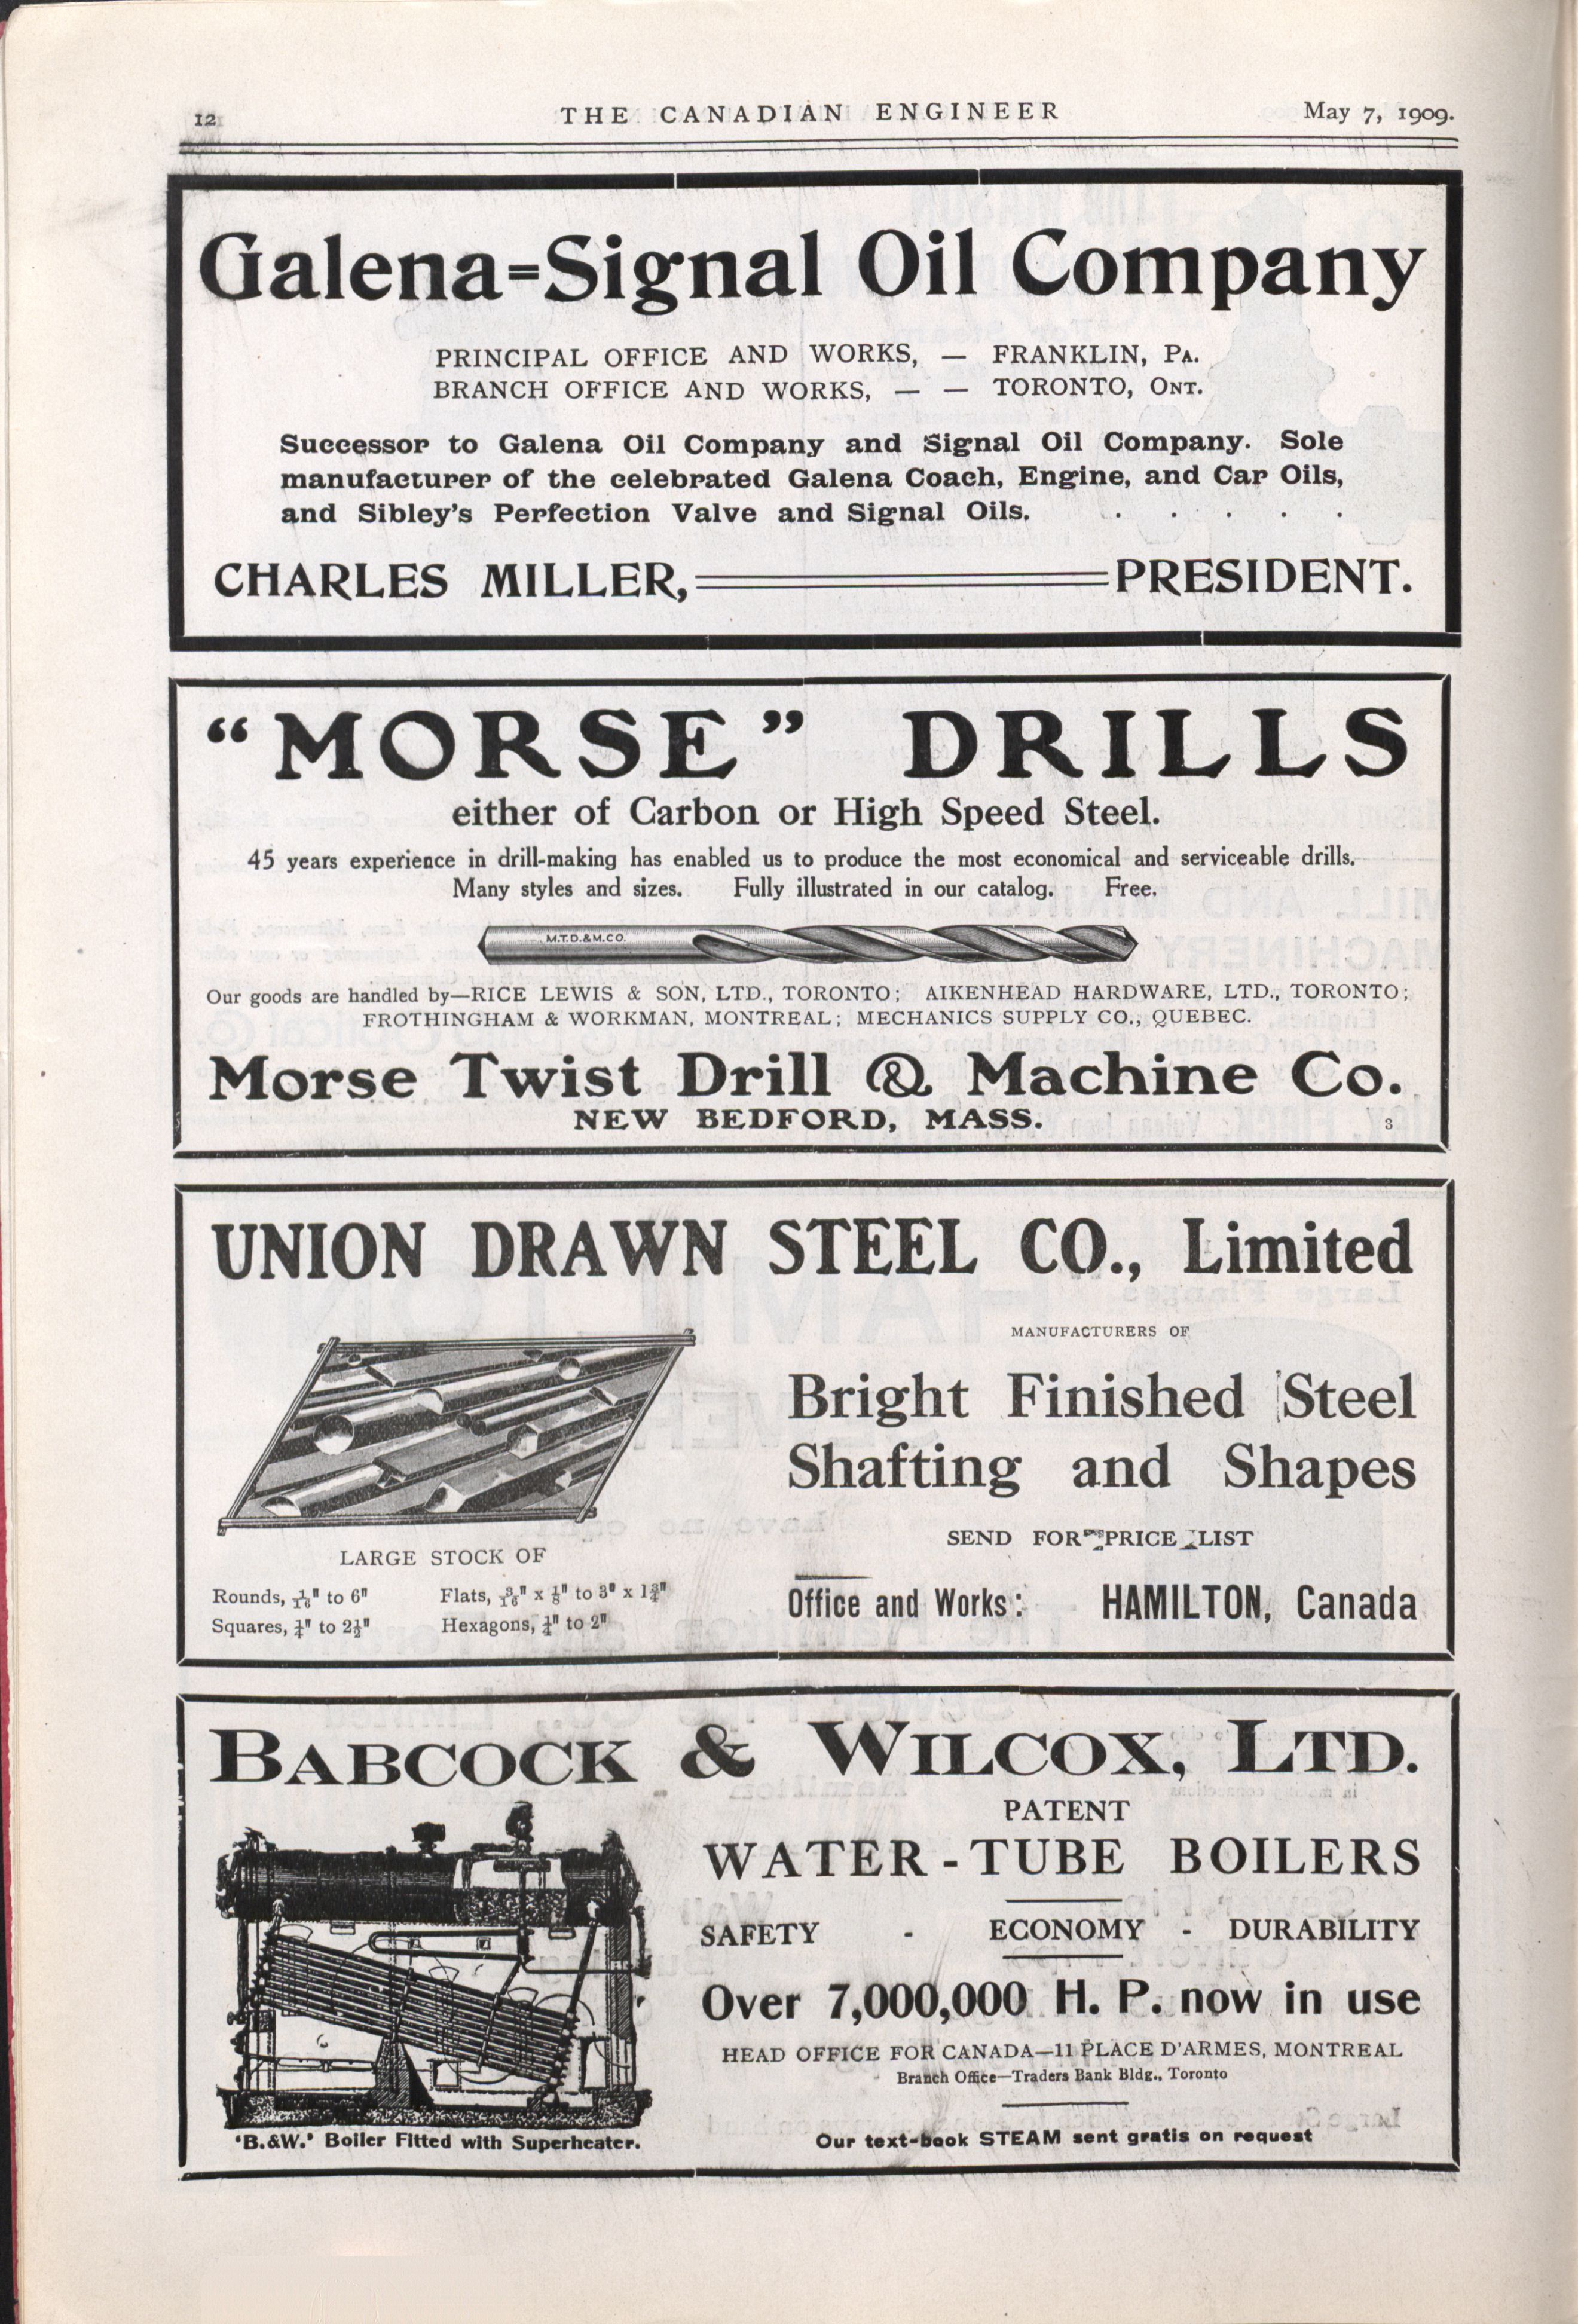 12 THE CANADIAN ENGINEER May 7, 1909.
Galena-Signal Oil Company
PRINCIPAL OFFICE AND WORKS, — FRANKLIN, PA.
BRANCH OFFICE AND WORKS, — — TORONTO, ONT.
Successor to Galena Oil Company and Signal Oil Company. Sole
manufacturer of the celebrated Galena Coach, Engine, and Car Oils,
and Sibley's Perfection Valve and Signal Oils. . . . . .
CHARLES MILLER, PRESIDENT.
"MORSE" DRILLS
either of Carbon or High Speed Steel.
45 years experience in drill-making has enabled us to produce the most economical and serviceable drills.
Many styles and sizes. Fully illustrated in our catalog. Free.
M.T.D.&M.CO.
Our goods are handled by—RICE LEWIS & SON, LTD., TORONTO; AIKENHEAD HARDWARE, LTD., TORONTO;
FROTHINGHAM & WORKMAN, MONTREAL; MECHANICS SUPPLY CO., QUEBEC.
Morse Twist Drill & Machine Co.
NEW BEDFORD, MASS. 3
UNION DRAWN STEEL CO., Limited
MANUFACTURERS OF
Bright Finished Steel
Shafting and Shapes
SEND FOR PRICE LIST
Office and Works: HAMILTON, Canada
LARGE STOCK OF
Rounds, 1/16" to 6" Flats, 3/16" x 1/8" to 3" x 1 3/4"
Squares, 1/4" to 2 1/2" Hexagons, 1/4" to 2"
BABCOCK & WILCOX, LTD.
PATENT
WATER-TUBE BOILERS
SAFETY - ECONOMY - DURABILITY
Over 7,000,000 H. P. now in use
HEAD OFFICE FOR CANADA—11 PLACE D'ARMES, MONTREAL
Branch Office—Traders Bank Bldg., Toronto
Our text-book STEAM sent gratis on request
'B.&W.' Boiler Fitted with Superheater.